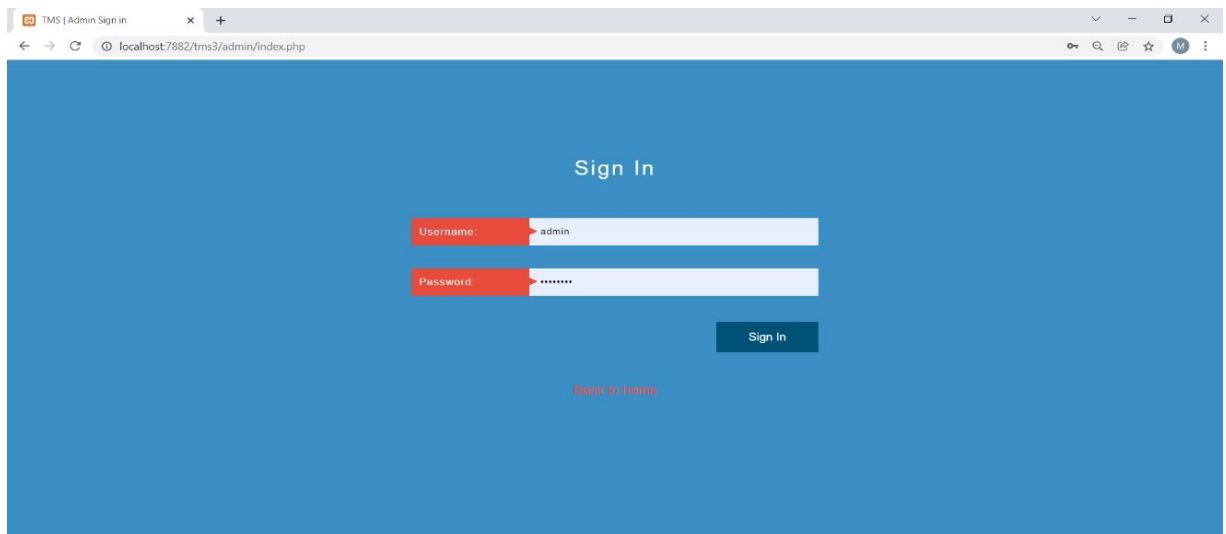 TMS | Admin Sign in
localhost:7882/tms3/admin/index.php
M
Sign In
Username: admin
Password: ••••••••
Sign In
Back to home